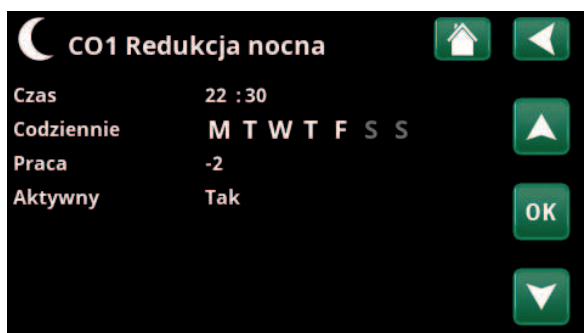 CO1 Redukcja nocna
Czas 22 :30
Codziennie M T W T F S S
Praca -2
Aktywny Tak
OK